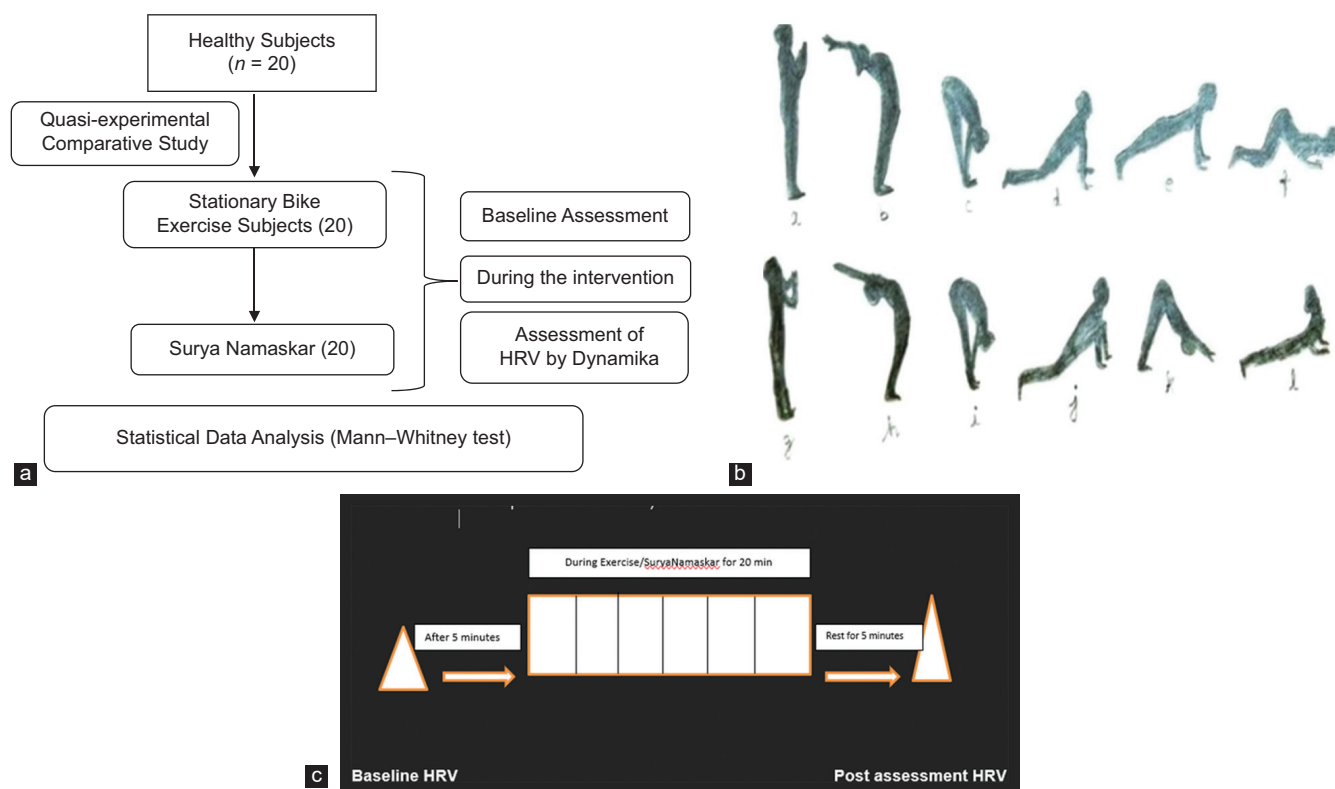 Healthy Subjects
(n = 20)
Quasi-experimental
Comparative Study
Stationary Bike
Exercise Subjects (20)
Surya Namaskar (20)
Baseline Assessment
During the intervention
Assessment of
HRV by Dynamika
Statistical Data Analysis (Mann–Whitney test)
a
a b c d e f
g h i j k l
b
During Exercise/SuryaNamaskar for 20 min
After 5 minutes
Rest for 5 minutes
Baseline HRV
Post assessment HRV
c